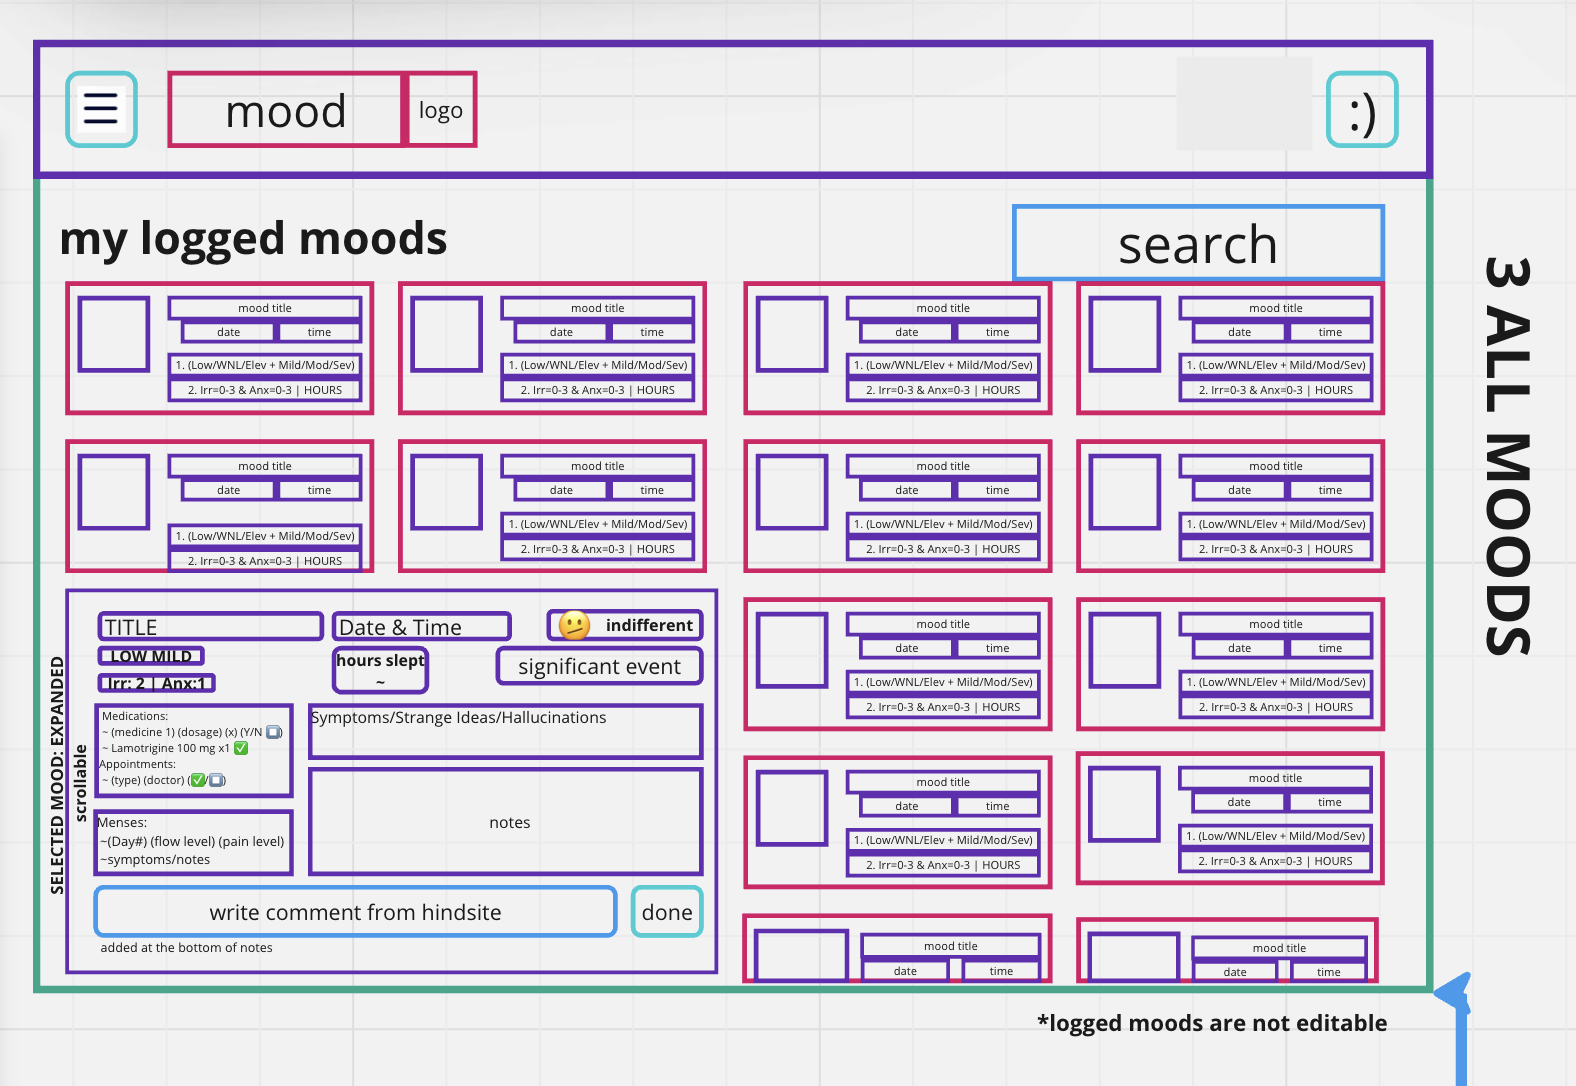 mood
logo
:)
my logged moods
search
3 ALL MOODS
mood title
date time
1. (Low/WNL/Elev + Mild/Mod/Sev)
2. Irr=0-3 & Anx=0-3 | HOURS
mood title
date time
1. (Low/WNL/Elev + Mild/Mod/Sev)
2. Irr=0-3 & Anx=0-3 | HOURS
mood title
date time
1. (Low/WNL/Elev + Mild/Mod/Sev)
2. Irr=0-3 & Anx=0-3 | HOURS
mood title
date time
1. (Low/WNL/Elev + Mild/Mod/Sev)
2. Irr=0-3 & Anx=0-3 | HOURS
mood title
date time
1. (Low/WNL/Elev + Mild/Mod/Sev)
2. Irr=0-3 & Anx=0-3 | HOURS
mood title
date time
1. (Low/WNL/Elev + Mild/Mod/Sev)
2. Irr=0-3 & Anx=0-3 | HOURS
mood title
date time
1. (Low/WNL/Elev + Mild/Mod/Sev)
2. Irr=0-3 & Anx=0-3 | HOURS
mood title
date time
1. (Low/WNL/Elev + Mild/Mod/Sev)
2. Irr=0-3 & Anx=0-3 | HOURS
SELECTED MOOD: EXPANDED
scrollable
TITLE
Date & Time
🫤 indifferent
LOW MILD
Irr: 2 | Anx:1
hours slept
~
significant event
Medications:
~ (medicine 1) (dosage) (x) (Y/N ⏹️)
~ Lamotrigine 100 mg x1 ✅
Appointments:
~ (type) (doctor) (✅/⏹️)
Symptoms/Strange Ideas/Hallucinations
Menses:
~(Day#) (flow level) (pain level)
~symptoms/notes
notes
write comment from hindsite
done
added at the bottom of notes
mood title
date time
1. (Low/WNL/Elev + Mild/Mod/Sev)
2. Irr=0-3 & Anx=0-3 | HOURS
mood title
date time
1. (Low/WNL/Elev + Mild/Mod/Sev)
2. Irr=0-3 & Anx=0-3 | HOURS
mood title
date time
1. (Low/WNL/Elev + Mild/Mod/Sev)
2. Irr=0-3 & Anx=0-3 | HOURS
mood title
date time
1. (Low/WNL/Elev + Mild/Mod/Sev)
2. Irr=0-3 & Anx=0-3 | HOURS
mood title
date time
mood title
date time
*logged moods are not editable